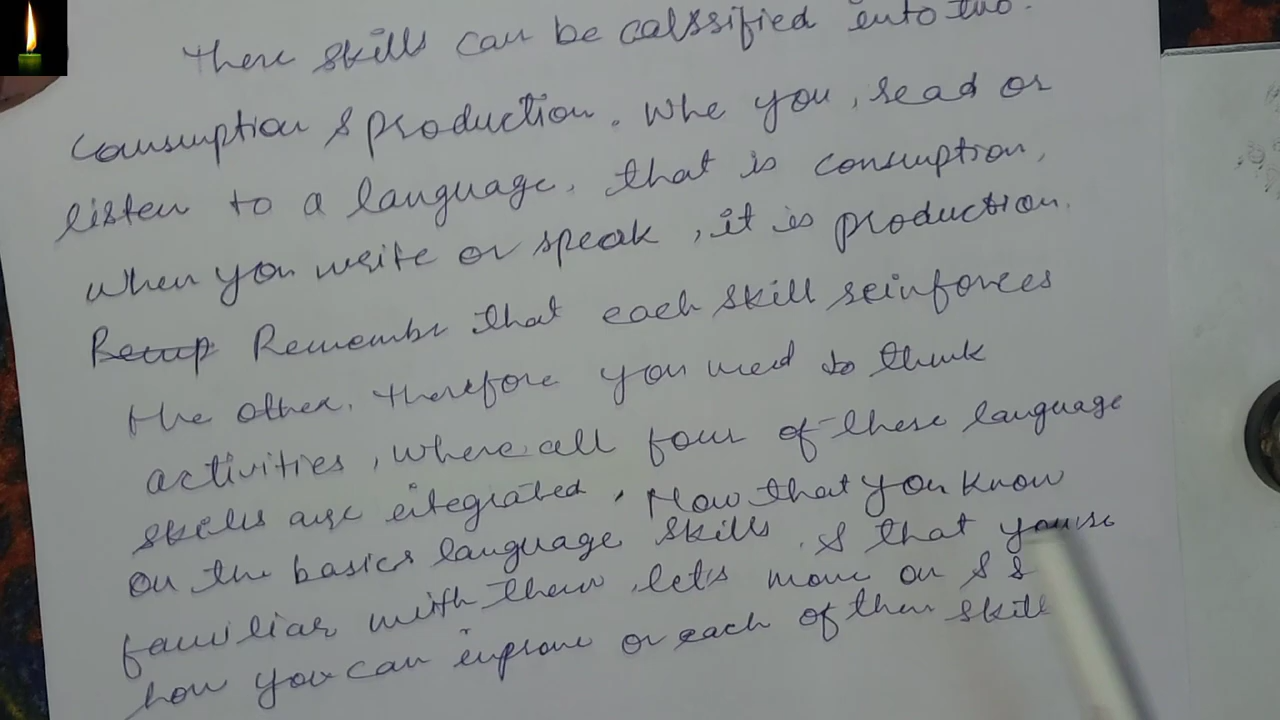 There skills can be calssified into two.
Consumption & production. Whe you, read or
listen to a language, that is consumption,
When you write or speak, it is production.
Remembr that each skill reinforces
the other. Therefore you need to think
activities, where all four of these language
skills are integrated. Now that you know
on the basics language skills. & that you're
familiar with them, let's move on &
how you can improve on each of them skill